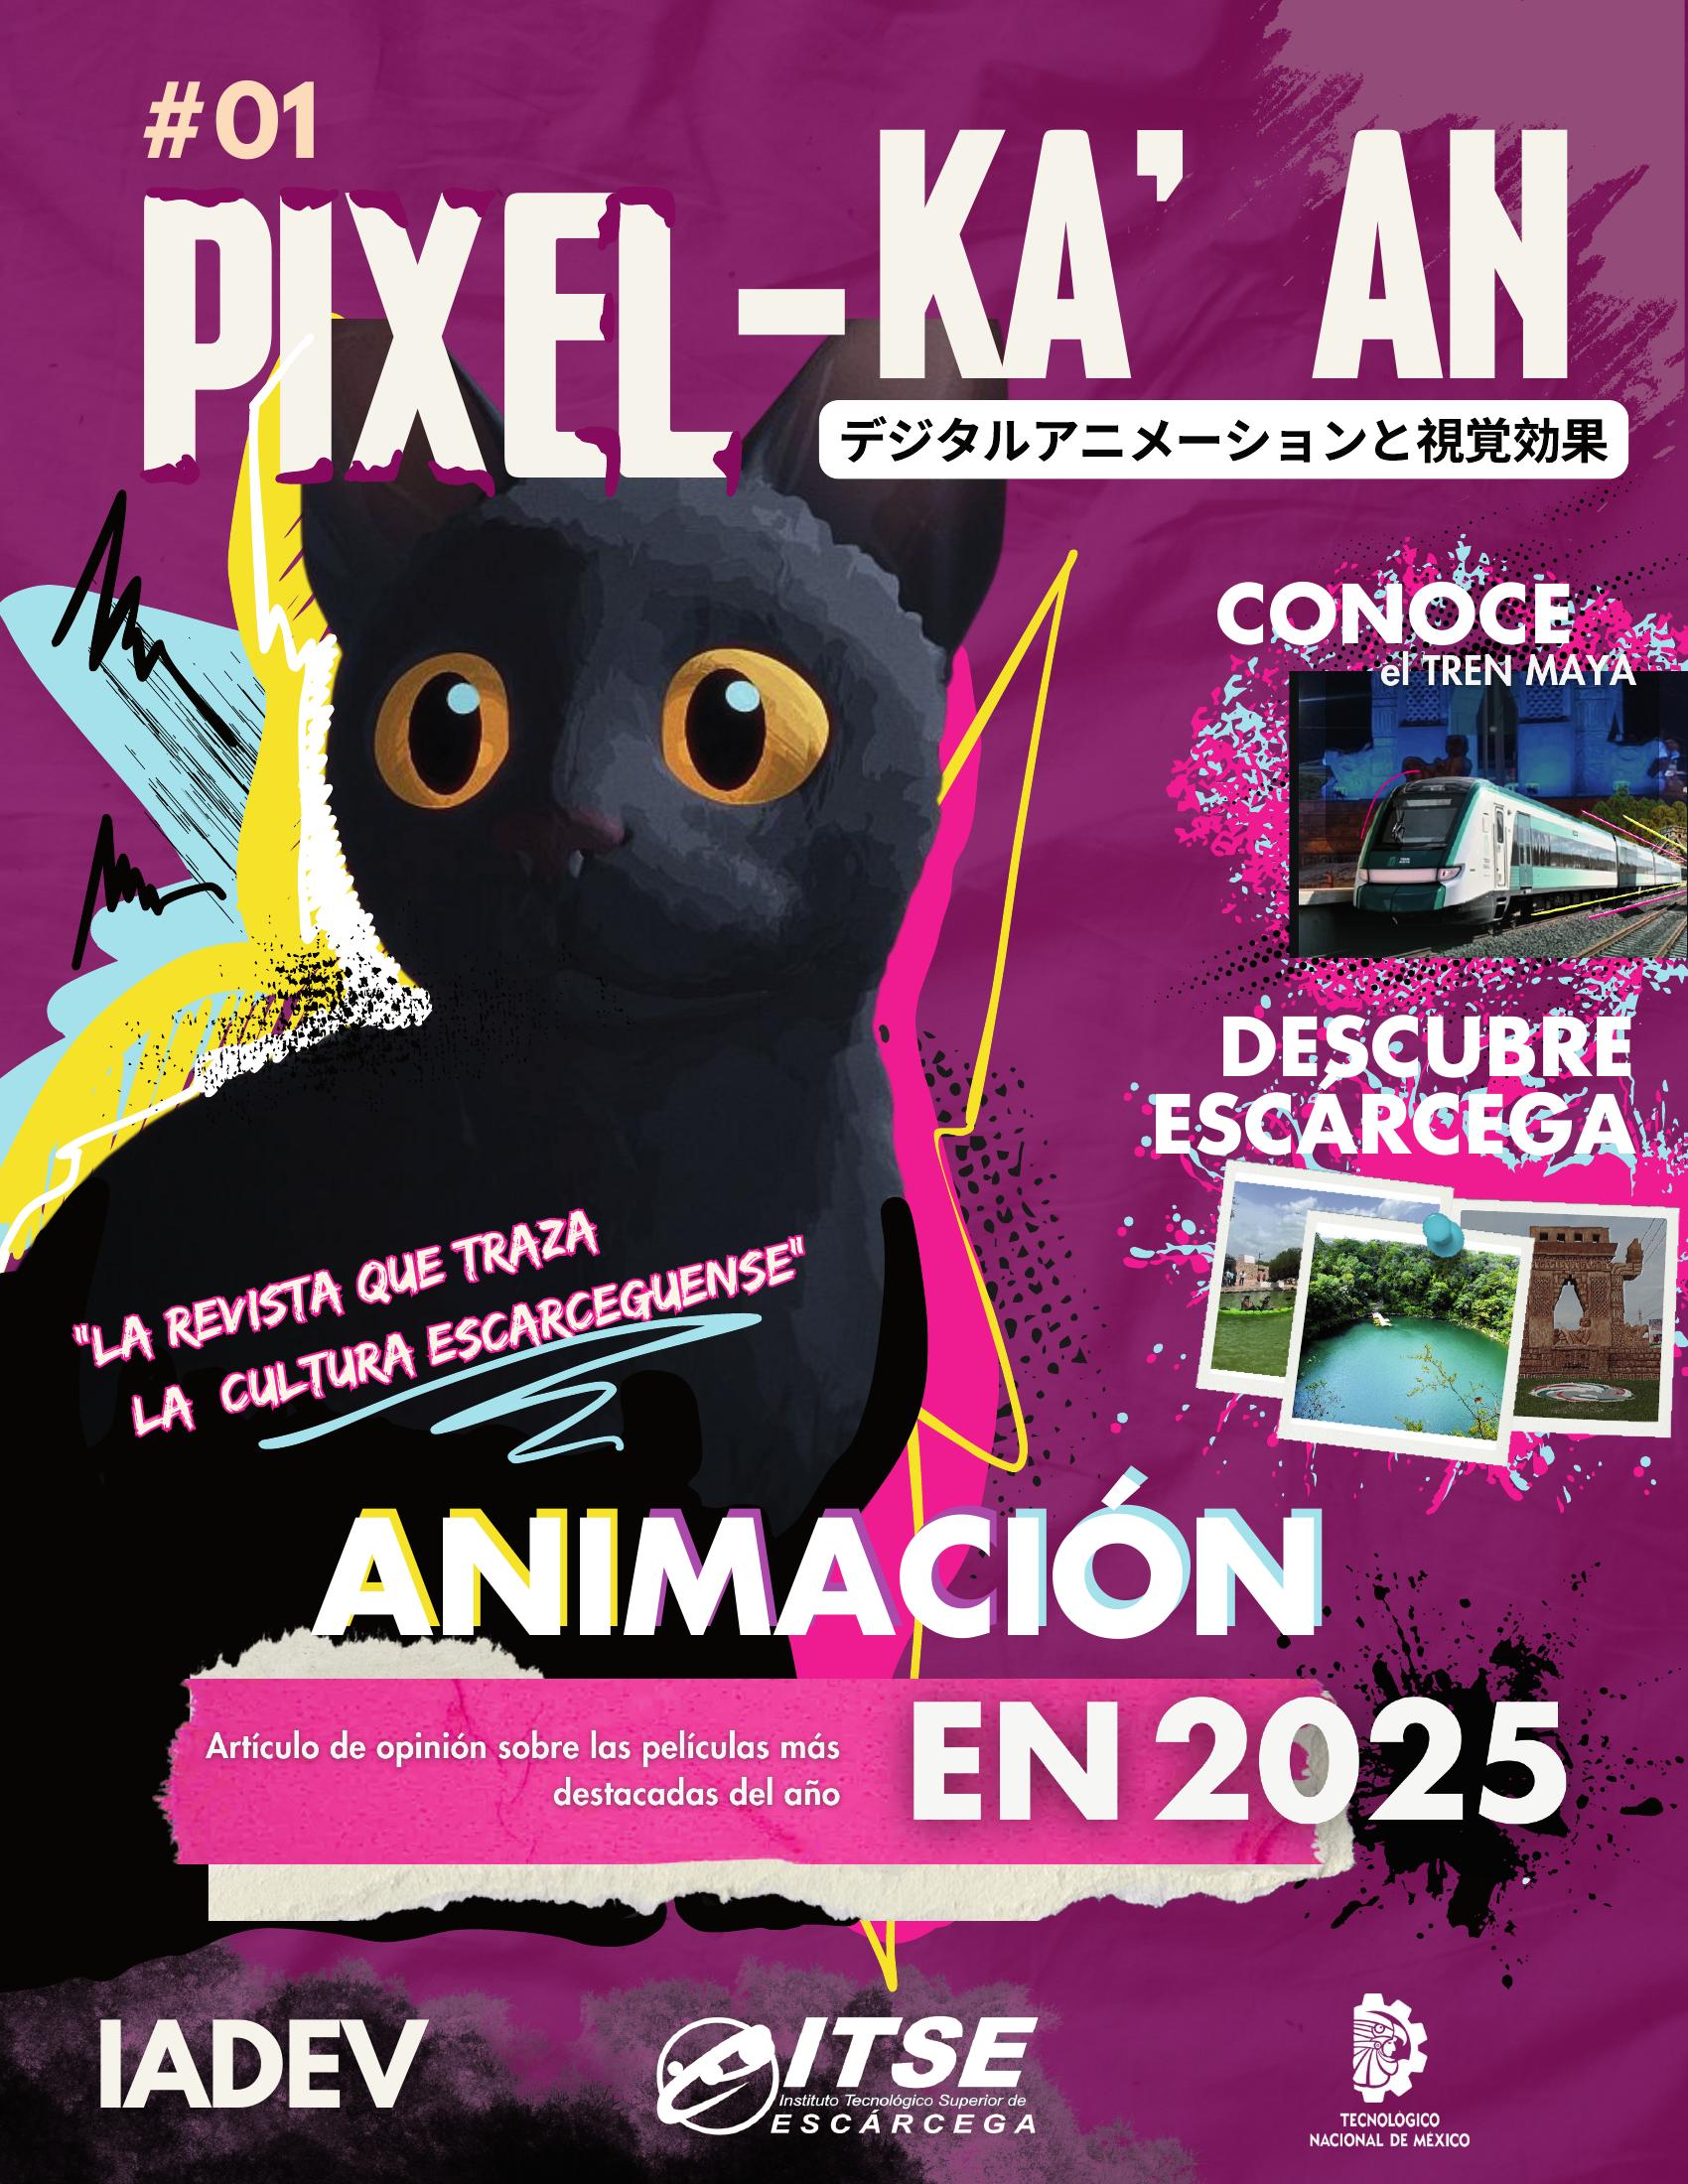 #01
PIXEL-KA' AN
デジタルアニメーションと視覚効果
CONOCE
el TREN MAYA
DESCUBRE
ESCÁRCEGA
"LA REVISTA QUE TRAZA
LA CULTURA ESCARCEGUENSE"
ANIMACIÓN
EN 2025
Artículo de opinión sobre las películas más
destacadas del año
IADEV
ITSE
Instituto Tecnológico Superior de
ESCÁRCEGA
TECNOLÓGICO
NACIONAL DE MÉXICO